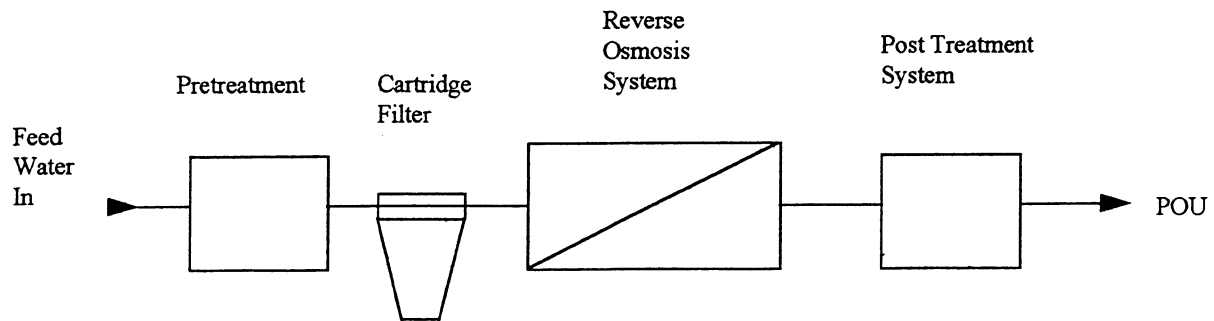 Feed
Water
In
Pretreatment
Cartridge
Filter
Reverse
Osmosis
System
Post Treatment
System
POU